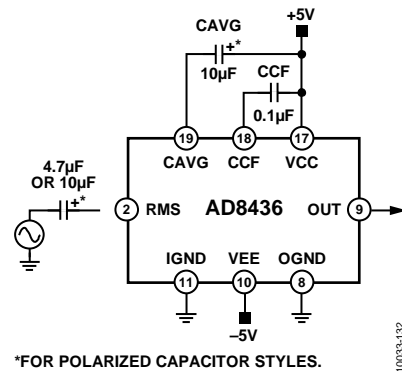 +5V
CAVG
+*
10µF
CCF
0.1µF
19
18
17
CAVG
CCF
VCC
4.7µF
OR 10µF
+*
2
RMS
AD8436
OUT
9
IGND
VEE
OGND
11
10
8
–5V
*FOR POLARIZED CAPACITOR STYLES.
10033-132